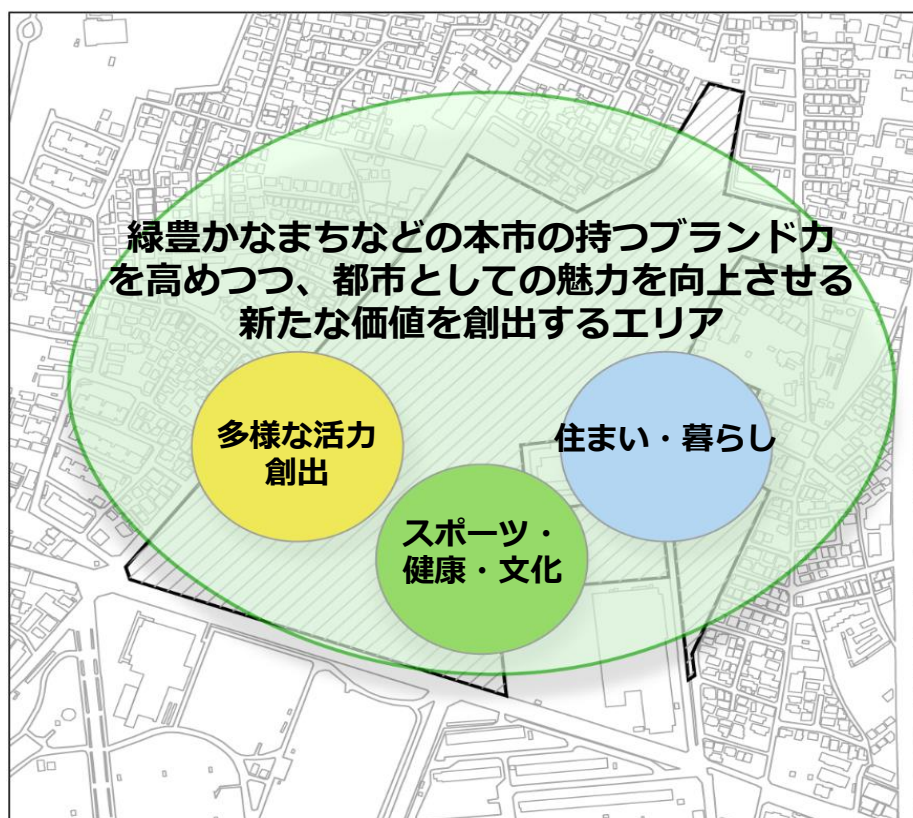 緑豊かなまちなどの本市の持つブランド力
を高めつつ、都市としての魅力を向上させる
新たな価値を創出するエリア
多様な活力
創出
住まい・暮らし
スポーツ・
健康・文化